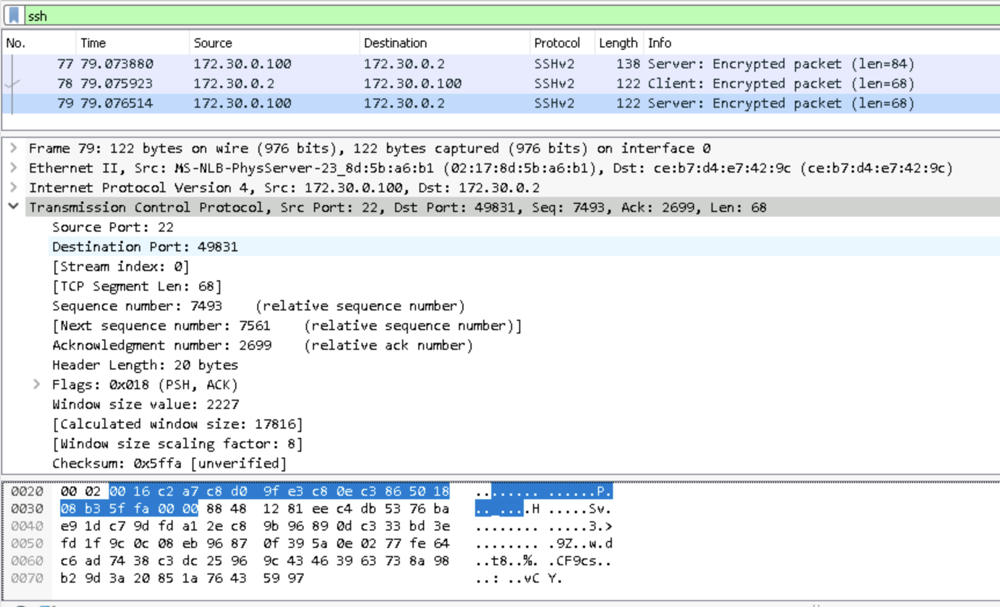 ssh
No. Time Source Destination Protocol Length Info
77 79.073880 172.30.0.100 172.30.0.2 SSHv2 138 Server: Encrypted packet (len=84)
78 79.075923 172.30.0.2 172.30.0.100 SSHv2 122 Client: Encrypted packet (len=68)
79 79.076514 172.30.0.100 172.30.0.2 SSHv2 122 Server: Encrypted packet (len=68)
Frame 79: 122 bytes on wire (976 bits), 122 bytes captured (976 bits) on interface 0
Ethernet II, Src: MS-NLB-PhysServer-23_8d:5b:a6:b1 (02:17:8d:5b:a6:b1), Dst: ce:b7:d4:e7:42:9c (ce:b7:d4:e7:42:9c)
Internet Protocol Version 4, Src: 172.30.0.100, Dst: 172.30.0.2
Transmission Control Protocol, Src Port: 22, Dst Port: 49831, Seq: 7493, Ack: 2699, Len: 68
Source Port: 22
Destination Port: 49831
[Stream index: 0]
[TCP Segment Len: 68]
Sequence number: 7493 (relative sequence number)
[Next sequence number: 7561 (relative sequence number)]
Acknowledgment number: 2699 (relative ack number)
Header Length: 20 bytes
Flags: 0x018 (PSH, ACK)
Window size value: 2227
[Calculated window size: 17816]
[Window size scaling factor: 8]
Checksum: 0x5ffa [unverified]
0020 00 02 00 16 c2 a7 c8 d0 9f e3 c8 0e c3 86 50 18 ........ ......P.
0030 08 b3 5f fa 00 00 88 48 12 81 ee c4 db 53 76 ba .._....H .....Sv.
0040 e9 1d c7 9d fd a1 2e c8 9b 96 89 0d c3 33 bd 3e ........ .....3.>
0050 fd 1f 9c 0c 08 eb 96 87 0f 39 5a 0e 02 77 fe 64 ........ .9Z..w.d
0060 c6 ad 74 38 c3 dc 25 96 9c 43 46 39 63 73 8a 98 ..t8..%. .CF9cs..
0070 b2 9d 3a 20 85 1a 76 43 59 97 ..: ..vC Y.